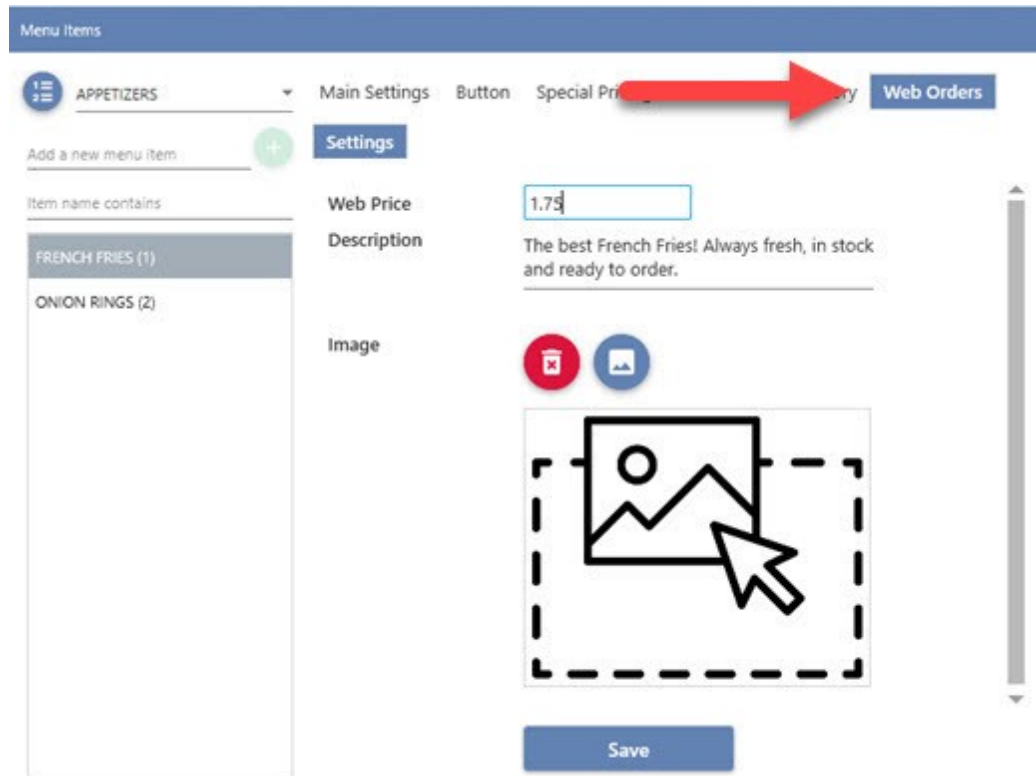 Menu Items
APPETIZERS
Main Settings
Button
Special
Web Orders
Add a new menu item
Settings
Item name contains
Web Price
1.75
Description
The best French Fries! Always fresh, in stock
and ready to order.
FRENCH FRIES (1)
ONION RINGS (2)
Image
Save